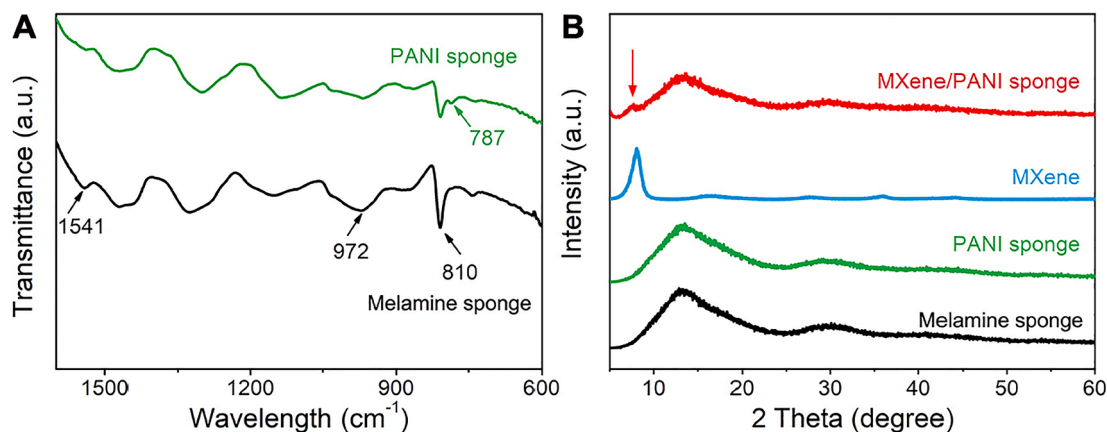 A
PANI sponge
787
1541
972
810
Melamine sponge
Transmittance (a.u.)
1500
1200
900
600
Wavelength (cm⁻¹)
B
MXene/PANI sponge
MXene
PANI sponge
Melamine sponge
Intensity (a.u.)
10
20
30
40
50
60
2 Theta (degree)